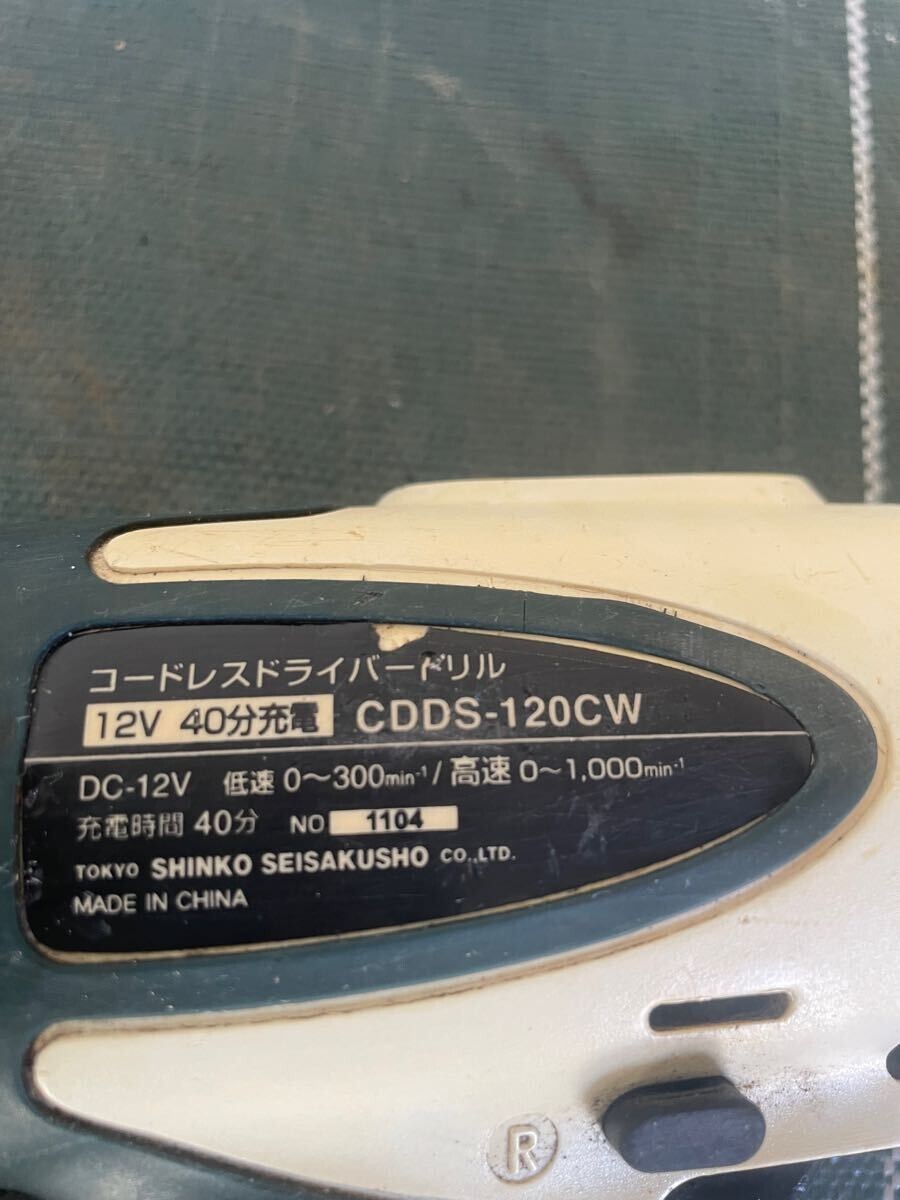 コードレスドライバードリル
12V 40分充電 CDDS-120CW
DC-12V 低速 0〜300min⁻¹/高速 0〜1,000min⁻¹
充電時間 40分 NO 1104
TOKYO SHINKO SEISAKUSHO CO.,LTD.
MADE IN CHINA
R